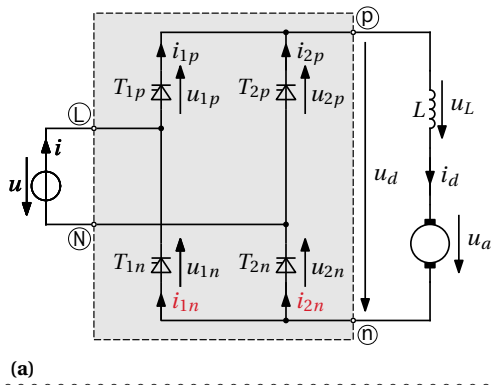 p
i1p i2p
T1p u1p T2p u2p L uL
L
i
u ud id
N ua
T1n u1n T2n u2n
i1n i2n
n
(a)